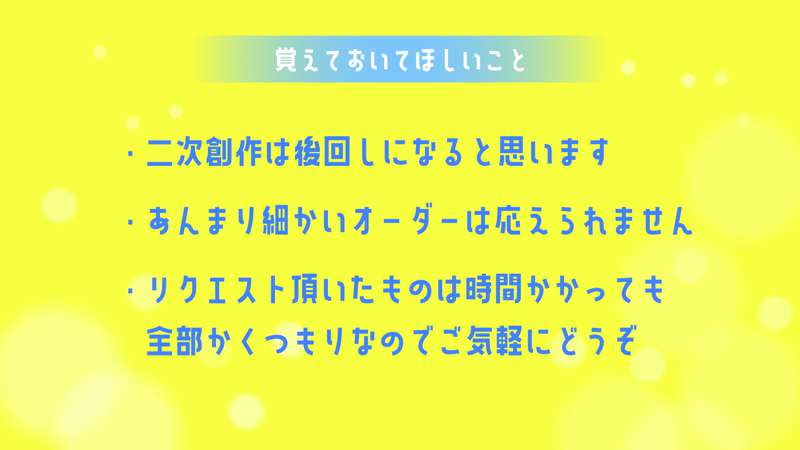 覚えておいてほしいこと
・二次創作は後回しになると思います
・あんまり細かいオーダーは応えられません
・リクエスト頂いたものは時間かかっても
全部かくつもりなのでご気軽にどうぞ